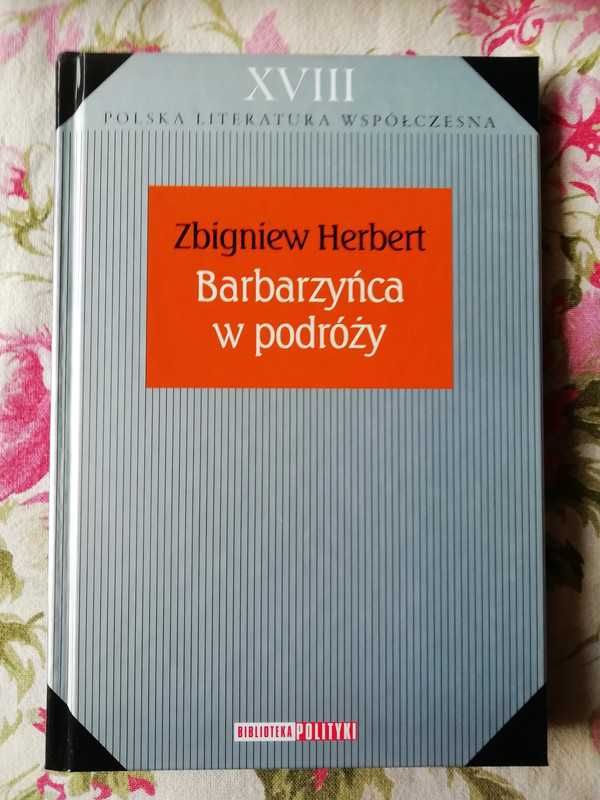 XVIII
POLSKA LITERATURA WSPÓŁCZESNA
Zbigniew Herbert
Barbarzyńca
w podróży
BIBLIOTEKA POLITYKI